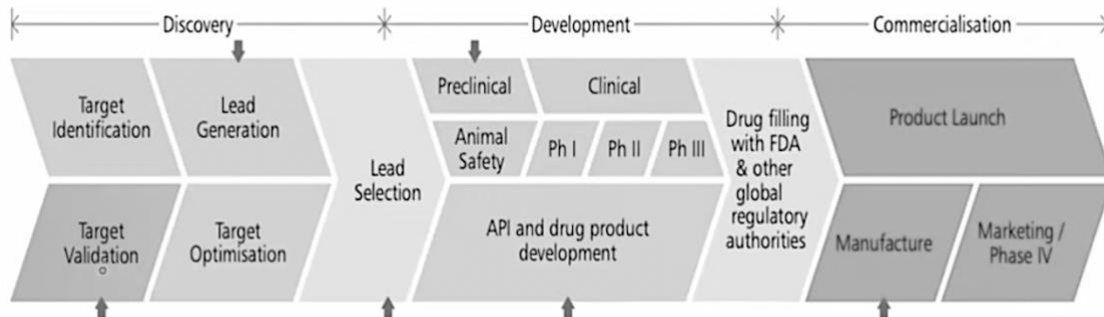 Discovery
Development
Commercialisation
Target
Identification
Lead
Generation
Target
Validation
Target
Optimisation
Lead
Selection
Preclinical
Clinical
Animal
Safety
Ph I
Ph II
Ph III
API and drug product
development
Drug filling
with FDA
& other
global
regulatory
authorities
Product Launch
Manufacture
Marketing /
Phase IV